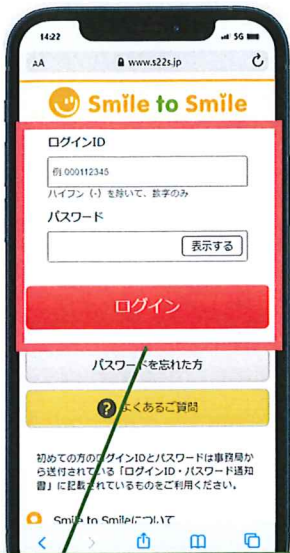 14:22
5G
AA www.s22s.jp
Smile to Smile
ログインID
例 000112345
ハイフン (-) を除いて、数字のみ
パスワード
表示する
ログイン
パスワードを忘れた方
? よくあるご質問
初めての方のログインIDとパスワードは事務局か
ら送付されている「ログインID・パスワード通知
書」に記載されているものをご利用ください。
Smile to Smileについて